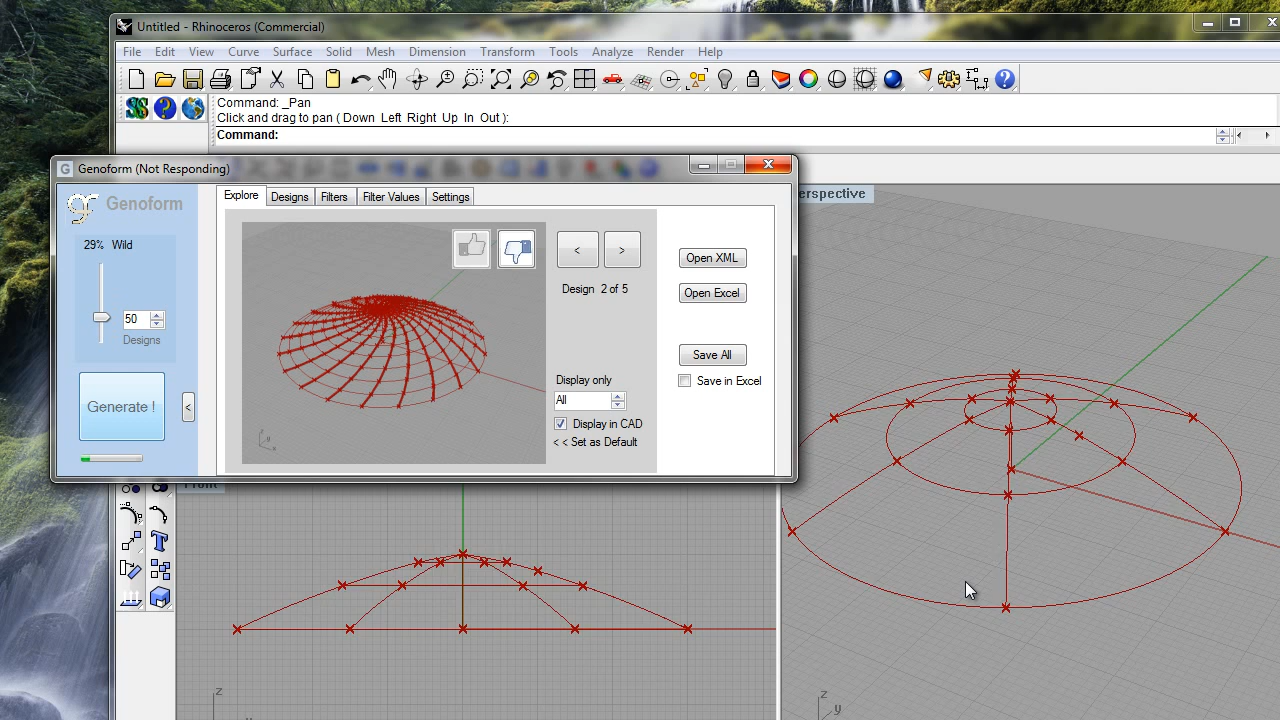 Untitled - Rhinoceros (Commercial)
File Edit View Curve Surface Solid Mesh Dimension Transform Tools Analyze Render Help
Command: _Pan
Click and drag to pan ( Down Left Right Up In Out ):
Command:
G Genoform (Not Responding)
Genoform
Explore Designs Filters Filter Values Settings
erspective
29% Wild
50
Designs
Generate !
<
< >
Design 2 of 5
Open XML
Open Excel
Save All
Save in Excel
Display only
All
Display in CAD
< < Set as Default
Front
z
z
y